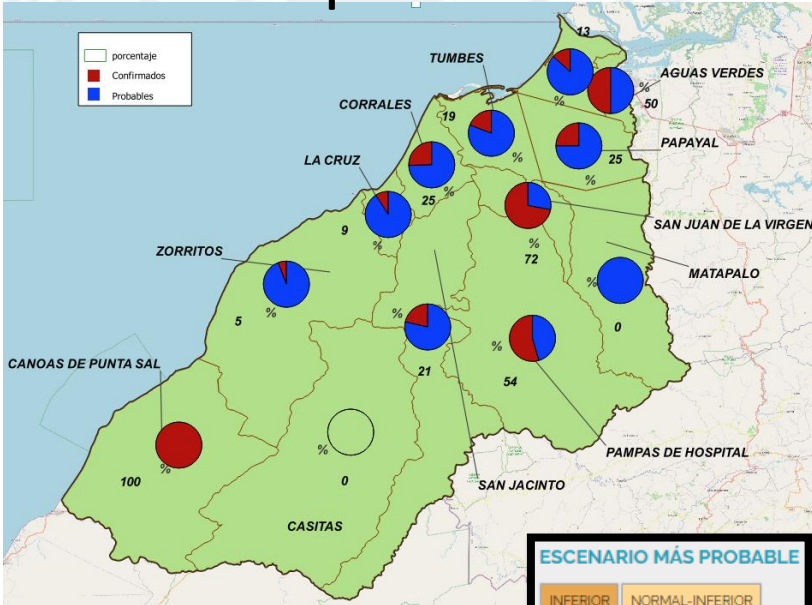 porcentaje
Confirmados
Probables
13
%
TUMBES
AGUAS VERDES
%
50
CORRALES
19
%
PAPAYAL
25
%
LA CRUZ
25
%
9
%
SAN JUAN DE LA VIRGEN
%
72
ZORRITOS
MATAPALO
%
0
5
%
%
21
%
54
CANOAS DE PUNTA SAL
100
%
%
0
PAMPAS DE HOSPITAL
SAN JACINTO
CASITAS
ESCENARIO MÁS PROBABLE
INFERIOR
NORMAL-INFERIOR